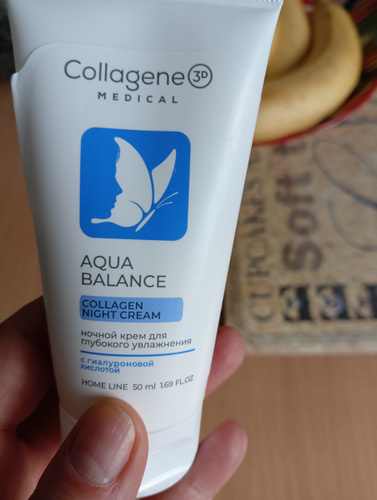 Collagene 3D
MEDICAL
AQUA
BALANCE
COLLAGEN
NIGHT CREAM
ночной крем для
глубокого увлажнения
с гиалуроновой
кислотой
HOME LINE 50 ml 1.69 FL.OZ
CUPCAKES
Soft